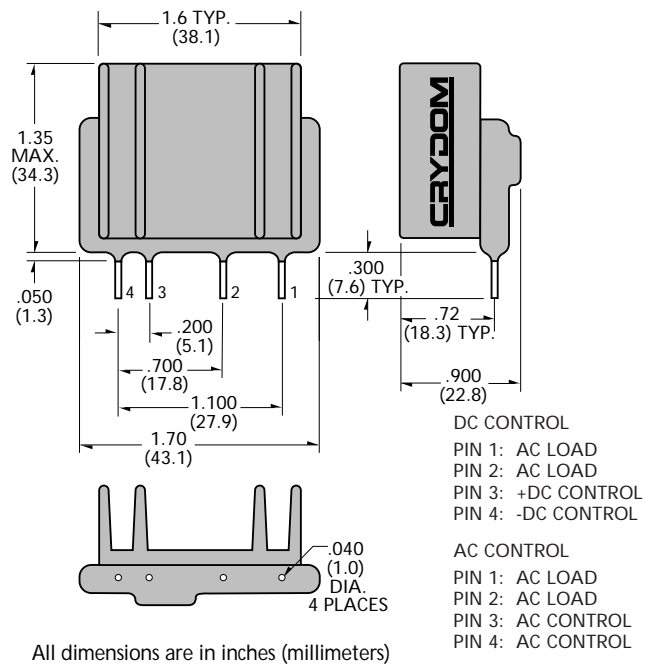 1.6 TYP.
(38.1)
1.35
MAX.
(34.3)
CRYDOM
4
3
2
1
.050
(1.3)
.300
(7.6) TYP.
.200
(5.1)
.72
(18.3) TYP.
.700
(17.8)
1.100
(27.9)
.900
(22.8)
1.70
(43.1)
DC CONTROL
PIN 1: AC LOAD
PIN 2: AC LOAD
PIN 3: +DC CONTROL
PIN 4: -DC CONTROL
.040
(1.0)
DIA.
4 PLACES
AC CONTROL
PIN 1: AC LOAD
PIN 2: AC LOAD
PIN 3: AC CONTROL
PIN 4: AC CONTROL
All dimensions are in inches (millimeters)